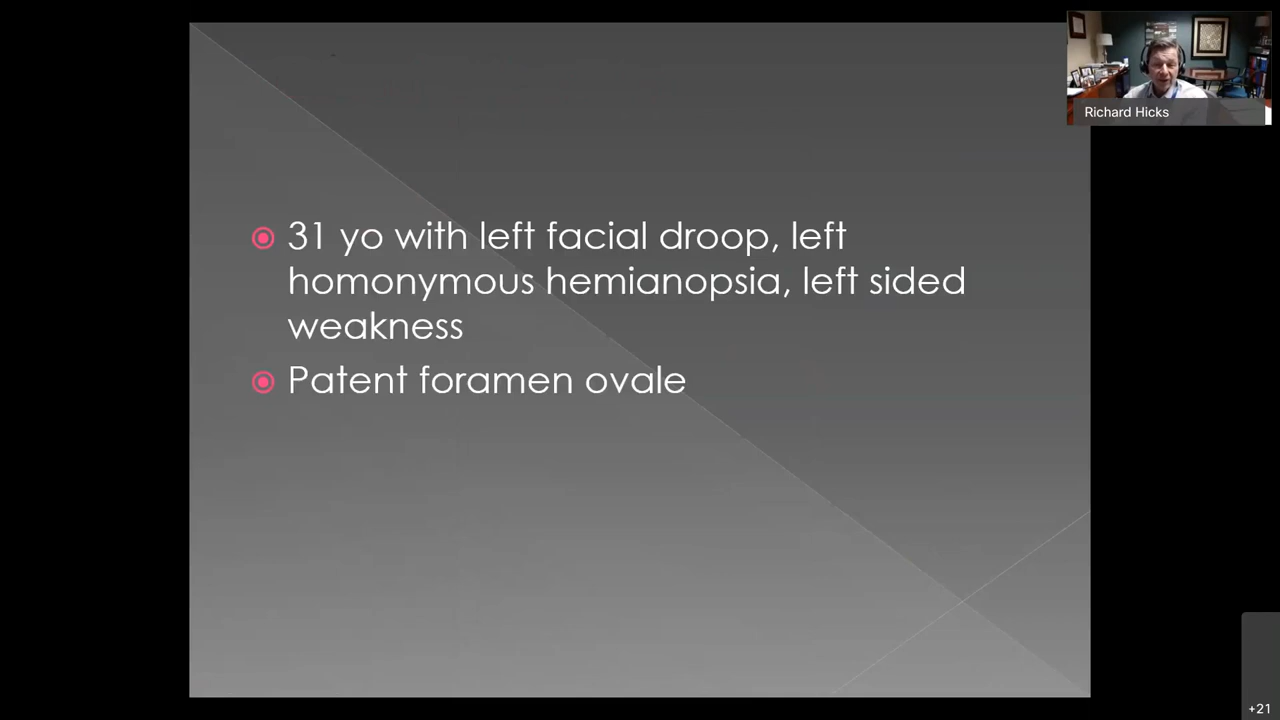 Richard Hicks
31 yo with left facial droop, left
homonymous hemianopsia, left sided
weakness
Patent foramen ovale
+21